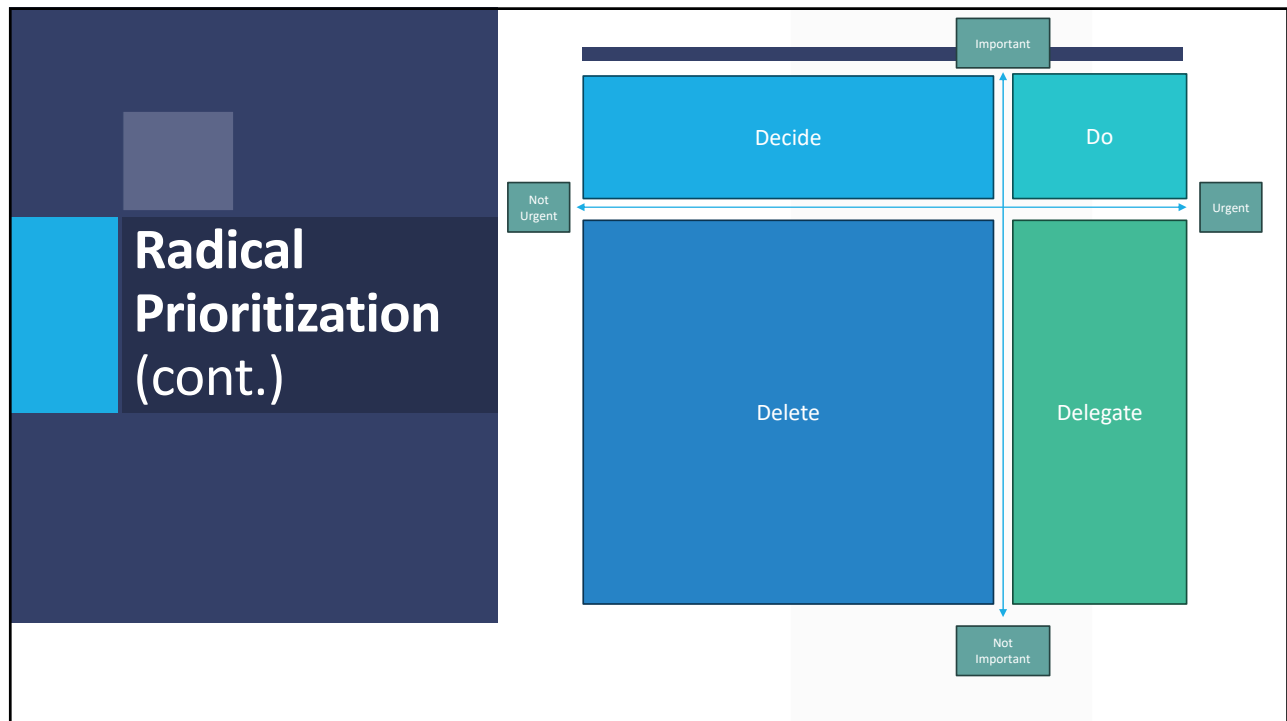 Radical
Prioritization
(cont.)
Important
Decide
Do
Not
Urgent
Urgent
Delete
Delegate
Not
Important